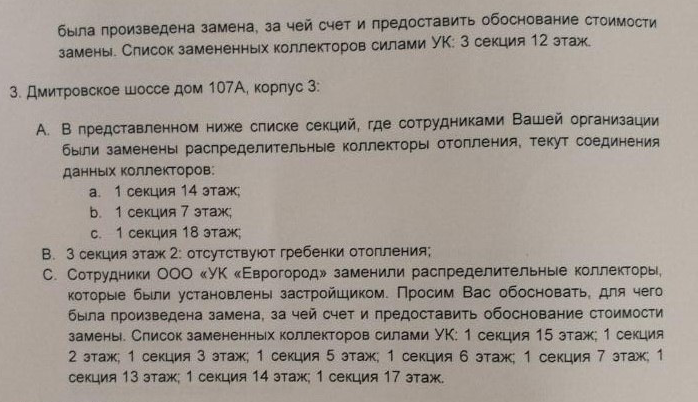 была произведена замена, за чей счет и предоставить обоснование стоимости
замены. Список замененных коллекторов силами УК: 3 секция 12 этаж.
3. Дмитровское шоссе дом 107А, корпус 3:
A. В представленном ниже списке секций, где сотрудниками Вашей организации
были заменены распределительные коллекторы отопления, текут соединения
данных коллекторов:
a. 1 секция 14 этаж;
b. 1 секция 7 этаж;
c. 1 секция 18 этаж;
B. 3 секция этаж 2: отсутствуют гребенки отопления;
C. Сотрудники ООО «УК «Еврогород» заменили распределительные коллекторы,
которые были установлены застройщиком. Просим Вас обосновать, для чего
была произведена замена, за чей счет и предоставить обоснование стоимости
замены. Список замененных коллекторов силами УК: 1 секция 15 этаж; 1 секция
2 этаж; 1 секция 3 этаж; 1 секция 5 этаж; 1 секция 6 этаж; 1 секция 7 этаж; 1
секция 13 этаж; 1 секция 14 этаж; 1 секция 17 этаж.